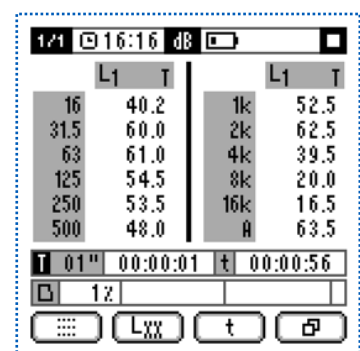 1/1 16:16 dB
L1 T L1 T
16 40.2 1k 52.5
31.5 60.0 2k 62.5
63 61.0 4k 39.5
125 54.5 8k 20.0
250 53.5 16k 16.5
500 48.0 A 63.5
T 01" 00:00:01 t 00:00:56
1%
Lxx t